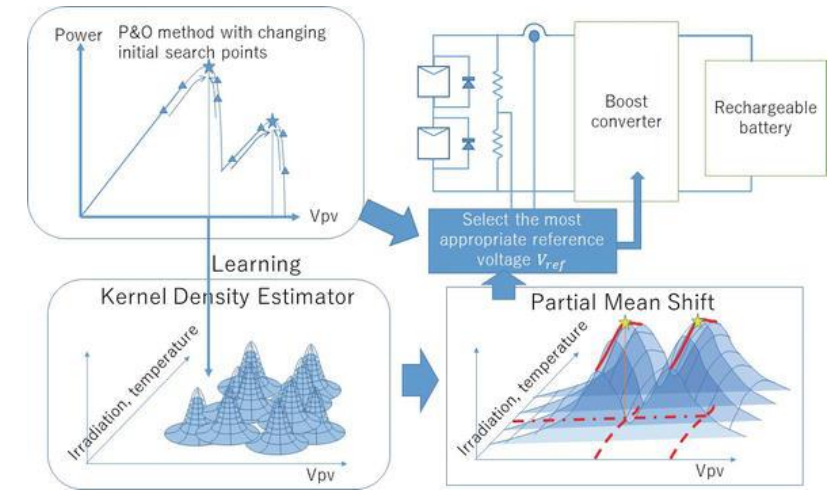 Power
P&O method with changing
initial search points
Vpv
Boost
converter
Rechargeable
battery
Select the most
appropriate reference
voltage V_ref
Learning
Kernel Density Estimator
Irradiation, temperature
Vpv
Partial Mean Shift
Irradiation, temperature
Vpv